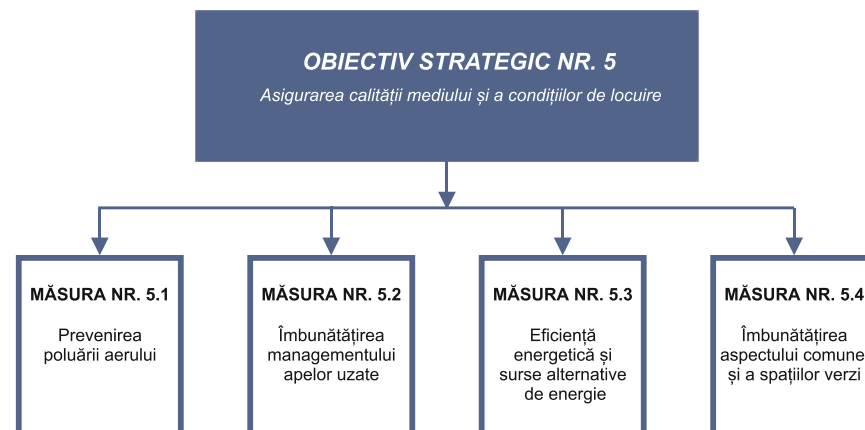 OBIECTIV STRATEGIC NR. 5
Asigurarea calității mediului și a condițiilor de locuire
MĂSURA NR. 5.1
Prevenirea
poluării aerului
MĂSURA NR. 5.2
Îmbunătățirea
managementului
apelor uzate
MĂSURA NR. 5.3
Eficiență
energetică și
surse alternative
de energie
MĂSURA NR. 5.4
Îmbunătățirea
aspectului comune
și a spațiilor verzi